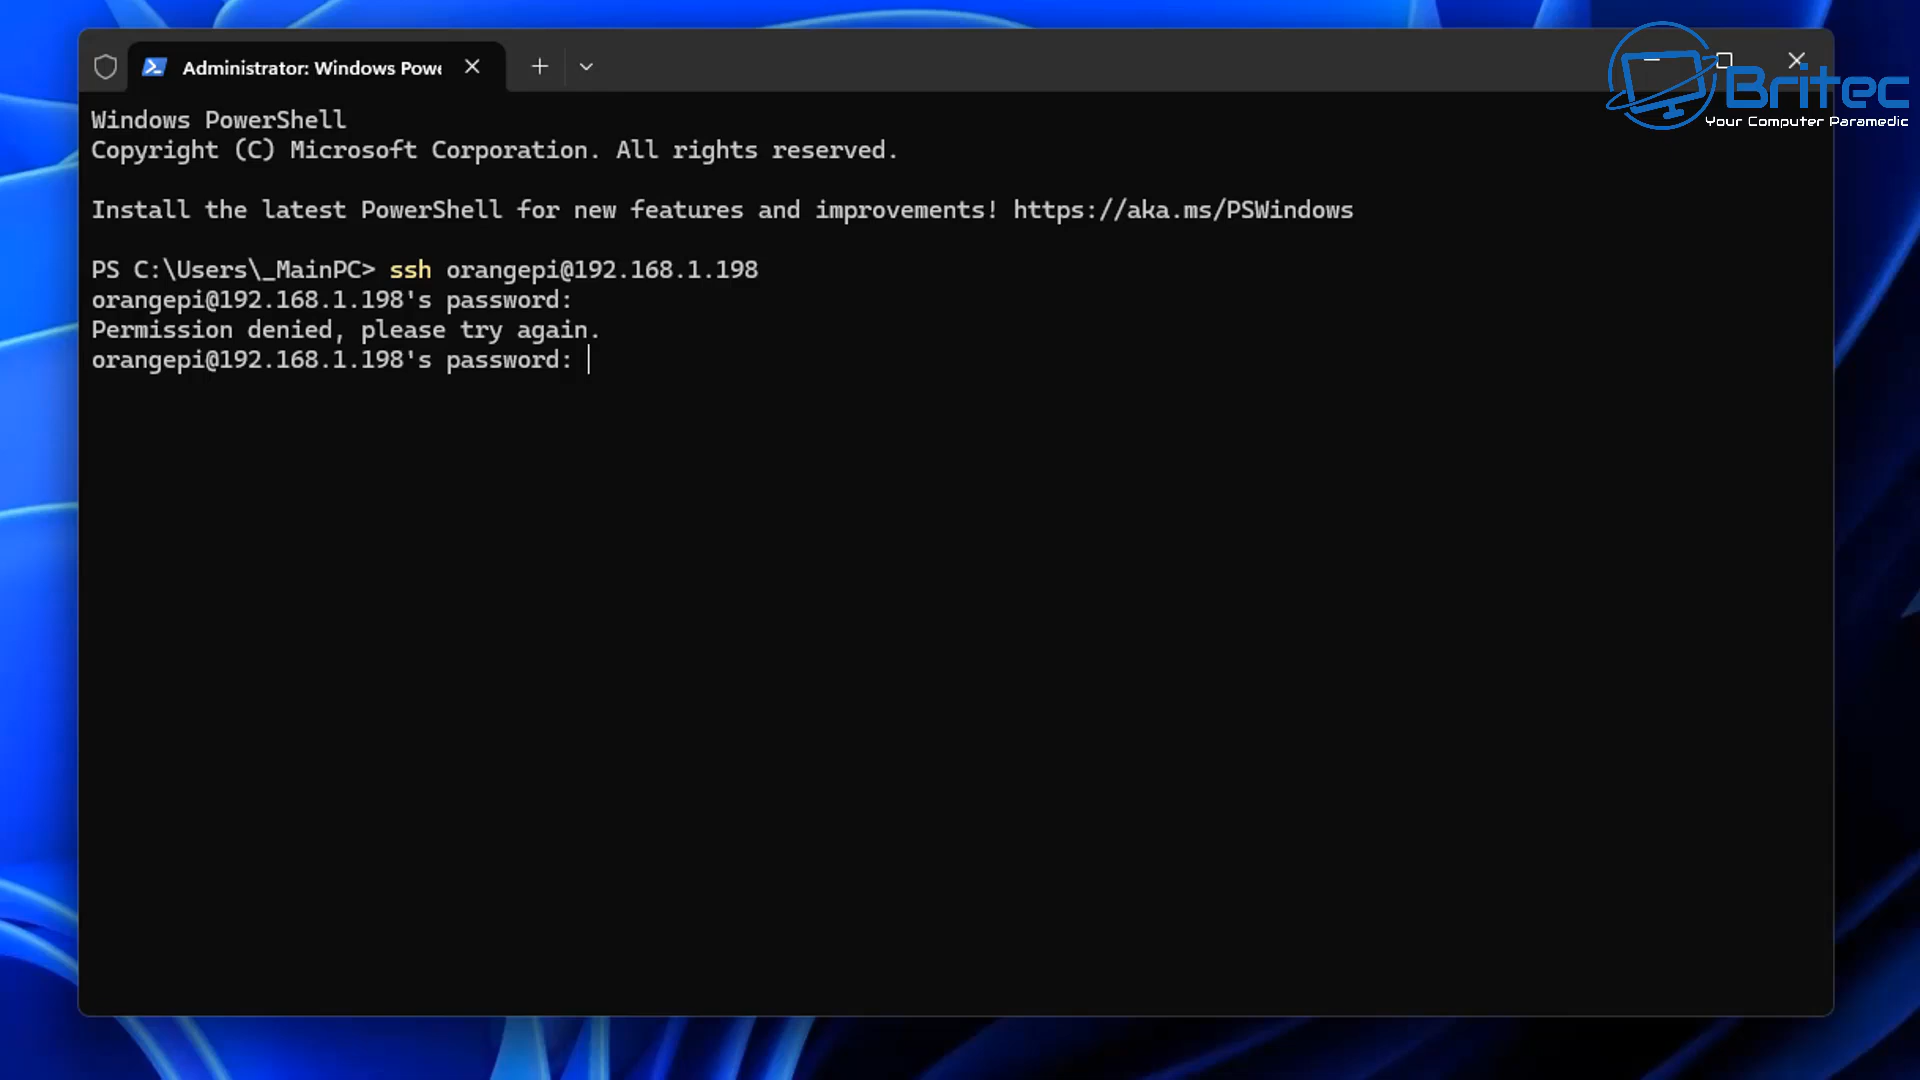 Administrator: Windows Powe
Britec
Your Computer Paramedic
Windows PowerShell
Copyright (C) Microsoft Corporation. All rights reserved.
Install the latest PowerShell for new features and improvements! https://aka.ms/PSWindows
PS C:\Users\_MainPC> ssh orangepi@192.168.1.198
orangepi@192.168.1.198's password:
Permission denied, please try again.
orangepi@192.168.1.198's password: